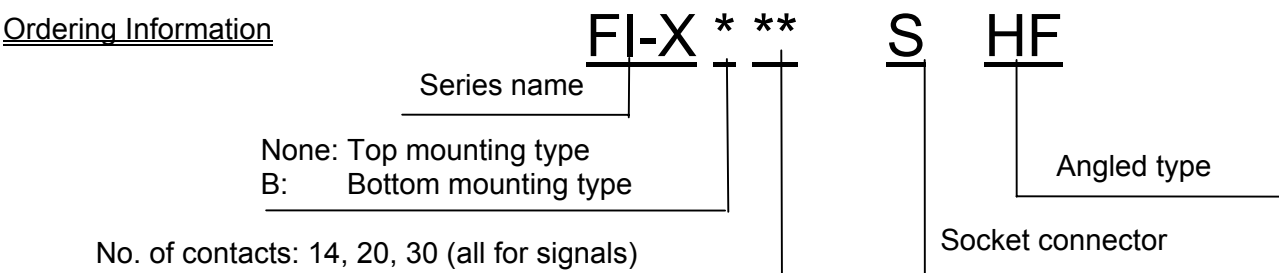 Ordering Information
FI-X * ** S HF
Series name
None: Top mounting type
B: Bottom mounting type
Angled type
No. of contacts: 14, 20, 30 (all for signals)
Socket connector